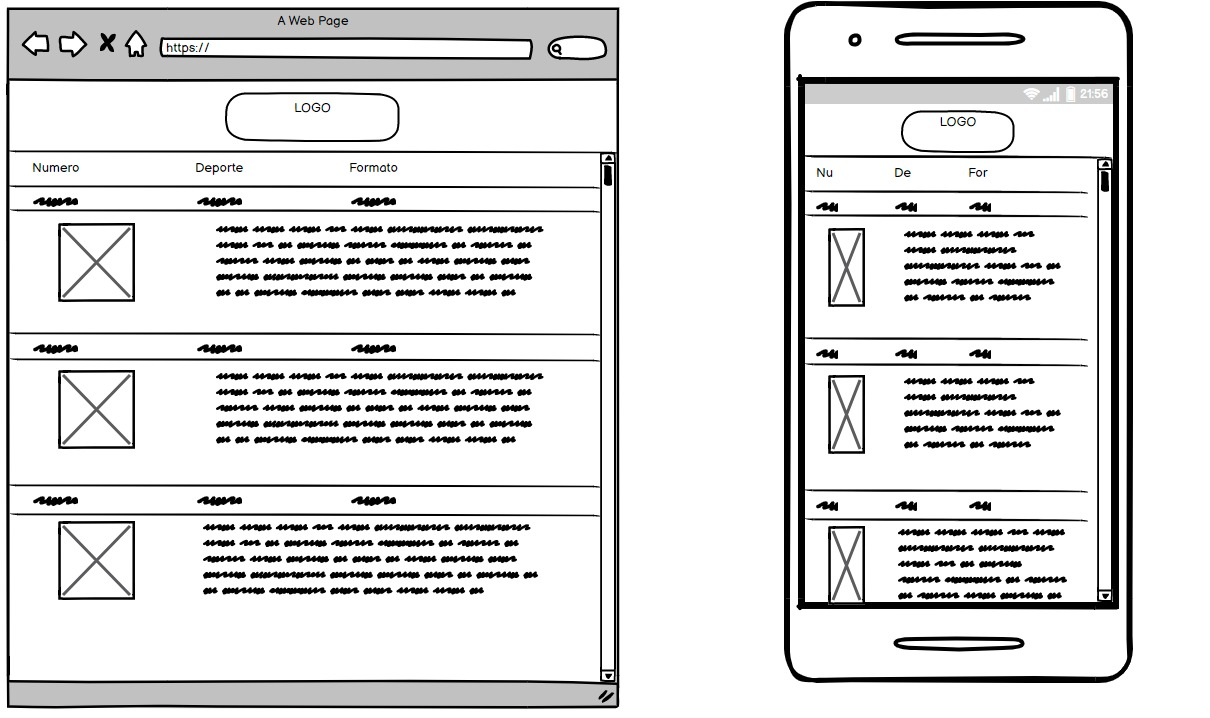 A Web Page
https://
LOGO
Numero Deporte Formato
21:56
LOGO
Nu De For